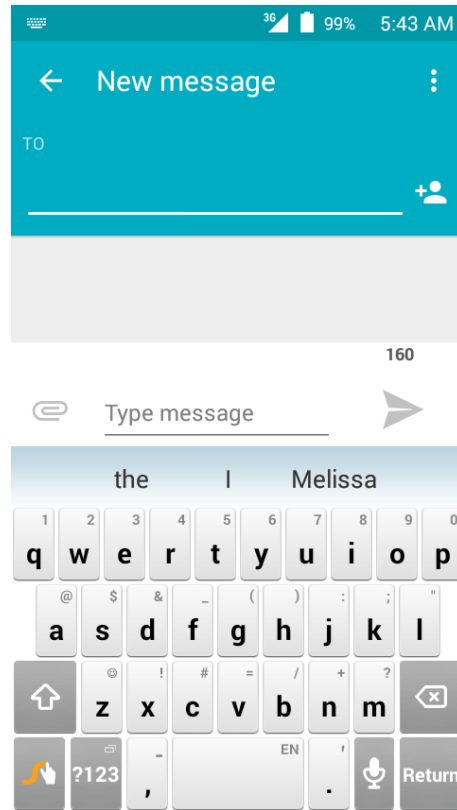 3G 99% 5:43 AM
New message
TO
160
Type message
the I Melissa
1 2 3 4 5 6 7 8 9 0
q w e r t y u i o p
@ $ & _ ( ) : ; "
a s d f g h j k l
☺ ! # = / + ?
z x c v b n m
- EN '
?123 , . Return